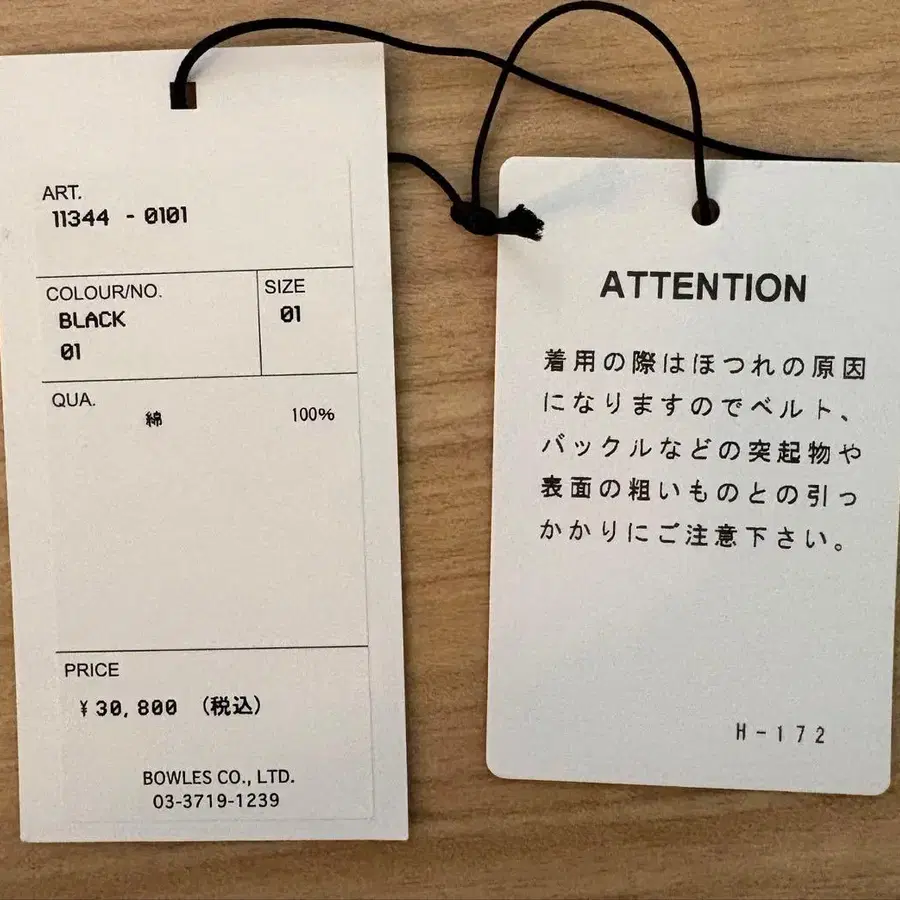 ART.
11344 - 0101
COLOUR/NO.
BLACK
01
SIZE
01
QUA.
綿 100%
PRICE
¥30,800 (税込)
BOWLES CO., LTD.
03-3719-1239
ATTENTION
着用の際はほつれの原因
になりますのでベルト、
バックルなどの突起物や
表面の粗いものとの引っ
かかりにご注意下さい。
H-172